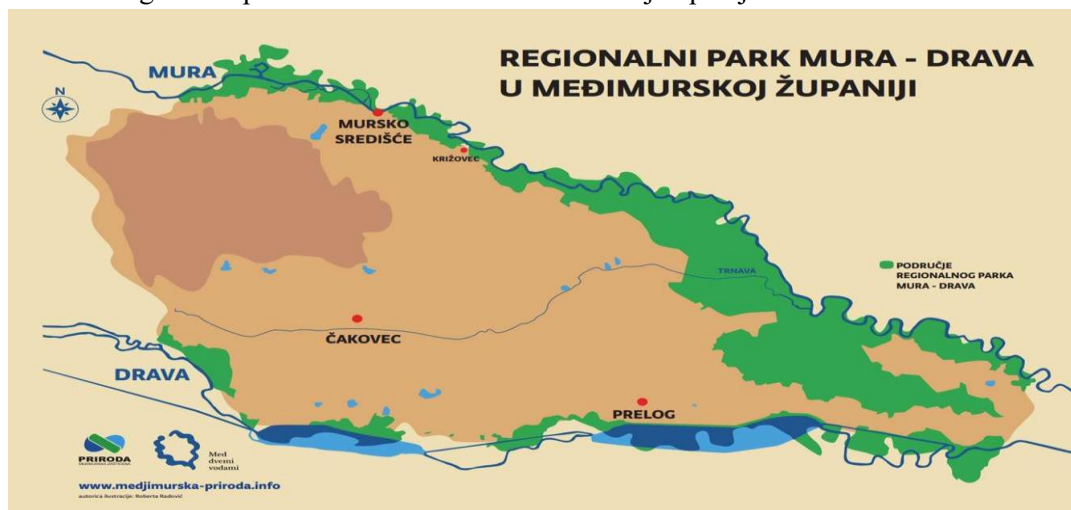 REGIONALNI PARK MURA - DRAVA
U MEĐIMURSKOJ ŽUPANIJI
MURA
N
MURSKO
SREDIŠĆE
KRIŽOVEC
TRNAVA
PODRUČJE
REGIONALNOG PARKA
MURA - DRAVA
ČAKOVEC
DRAVA
PRELOG
PRIRODA
Med
dvemi
vodami
www.medjimurska-priroda.info
autorica ilustracije: Roberta Radović